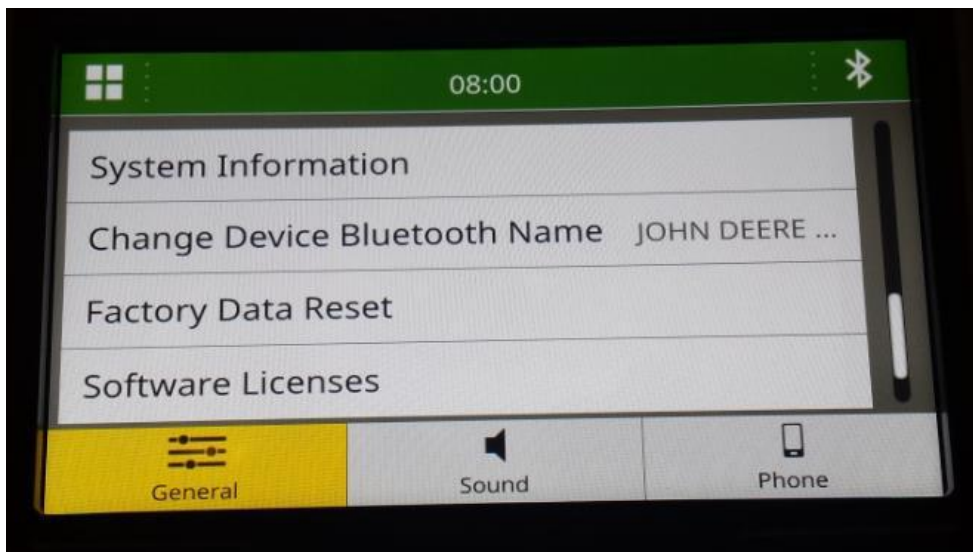 08:00
System Information
Change Device Bluetooth Name JOHN DEERE ...
Factory Data Reset
Software Licenses
General Sound Phone